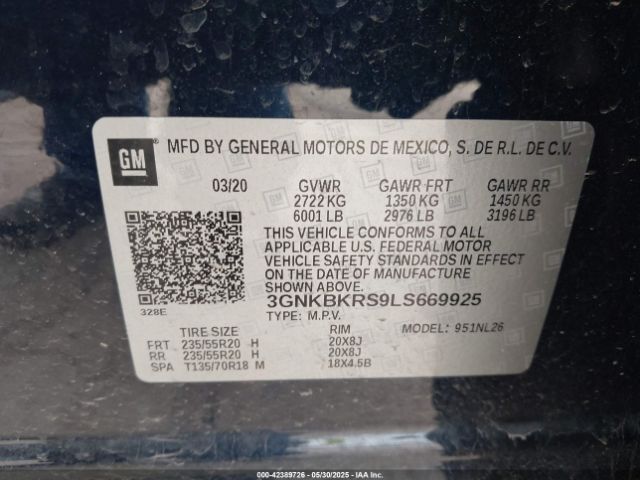 GM MFD BY GENERAL MOTORS DE MEXICO, S. DE R.L. DE C.V.
03/20 GVWR GAWR FRT GAWR RR
2722 KG 1350 KG 1450 KG
6001 LB 2976 LB 3196 LB
THIS VEHICLE CONFORMS TO ALL
APPLICABLE U.S. FEDERAL MOTOR
VEHICLE SAFETY STANDARDS IN
EFFECT ON THE DATE OF MANUFACTURE
SHOWN ABOVE.
3GNKBKRS9LS669925
328E
TYPE: M.P.V. MODEL: 951NL26
TIRE SIZE RIM
FRT 235/55R20 H 20X8J
RR 235/55R20 H 20X8J
SPA T135/70R18 M 18X4.5B
000-42389726 - 05/30/2025 - IAA Inc.